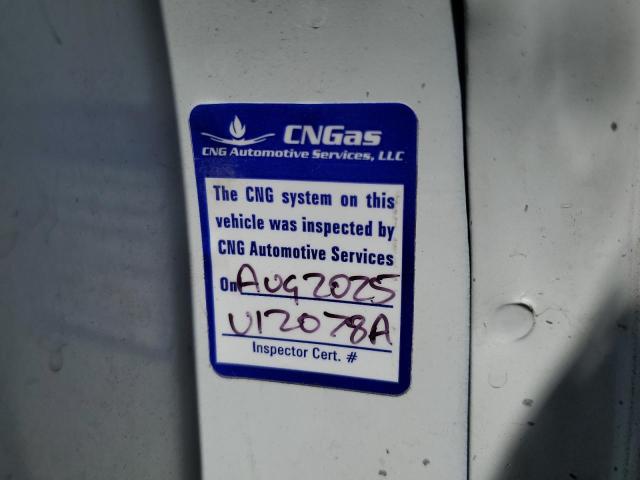 CNGas
CNG Automotive Services, LLC
The CNG system on this
vehicle was inspected by
CNG Automotive Services
On AUG 2025
U12078A
Inspector Cert. #